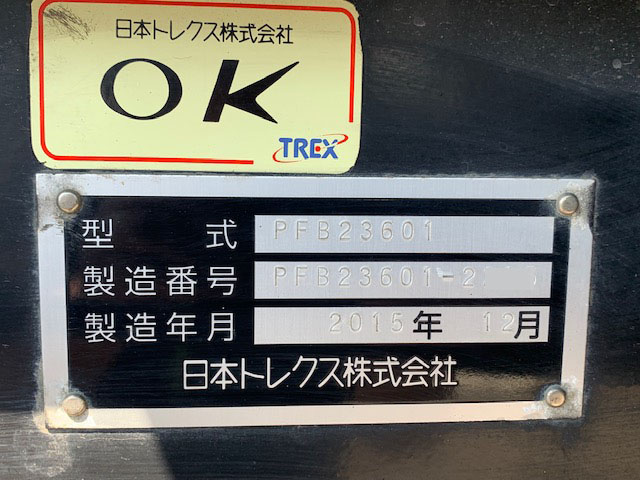 日本トレクス株式会社
OK
TREX
型 式 PFB23601
製造番号 PFB23601-2
製造年月 2015年 12月
日本トレクス株式会社